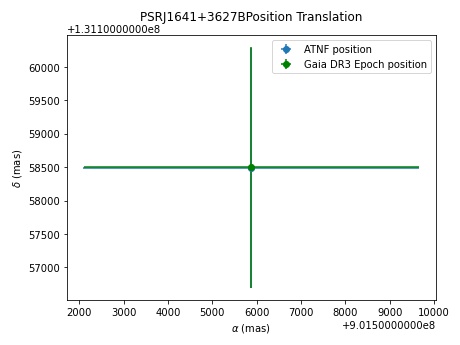 PSRJ1641+3627BPosition Translation
+1.3110000000e8
ATNF position
Gaia DR3 Epoch position
60000
59500
59000
58500
58000
57500
57000
δ (mas)
2000 3000 4000 5000 6000 7000 8000 9000 10000
α (mas)
+9.0150000000e8